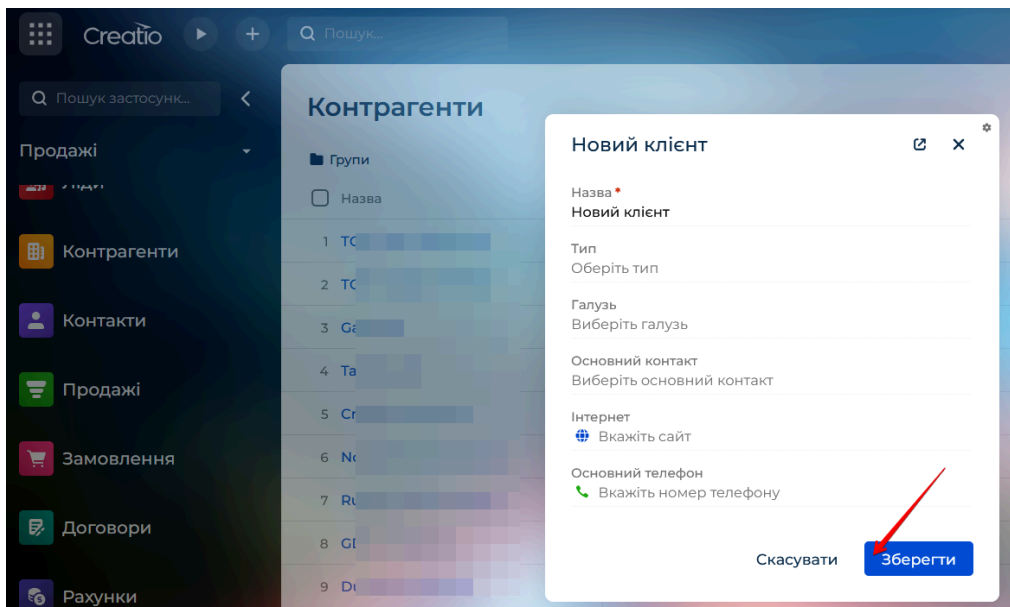 Creatio
Пошук...
Пошук застосунк...
Продажі
Контрагенти
Контакти
Продажі
Замовлення
Договори
Рахунки
Контрагенти
Групи
Назва
1
2
3
4
5
6
7
8
9
Новий клієнт
Назва*
Новий клієнт
Тип
Оберіть тип
Галузь
Виберіть галузь
Основний контакт
Виберіть основний контакт
Інтернет
Вкажіть сайт
Основний телефон
Вкажіть номер телефону
Скасувати
Зберегти